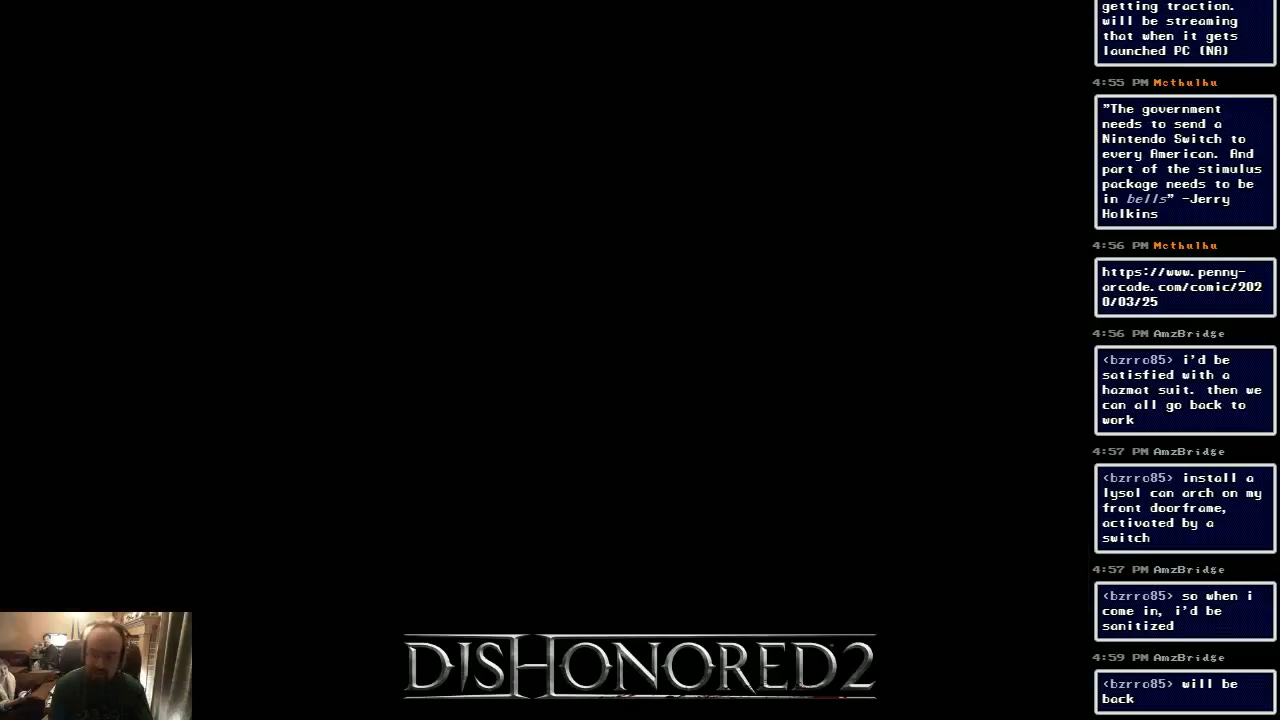 getting traction.
will be streaming
that when it gets
launched PC (NA)
4:55 PM Mcthulhu
"The government
needs to send a
Nintendo Switch to
every American. And
part of the stimulus
package needs to be
in bells" -Jerry
Holkins
4:56 PM Mcthulhu
https://www.penny-
arcade.com/comic/202
0/03/25
4:56 PM AmzBridge
<bzrro85> i'd be
satisfied with a
hazmat suit. then we
can all go back to
work
4:57 PM AmzBridge
<bzrro85> install a
lysol can arch on my
front doorframe,
activated by a
switch
4:57 PM AmzBridge
<bzrro85> so when i
come in, i'd be
sanitized
4:59 PM AmzBridge
<bzrro85> will be
back
DISHONORED 2